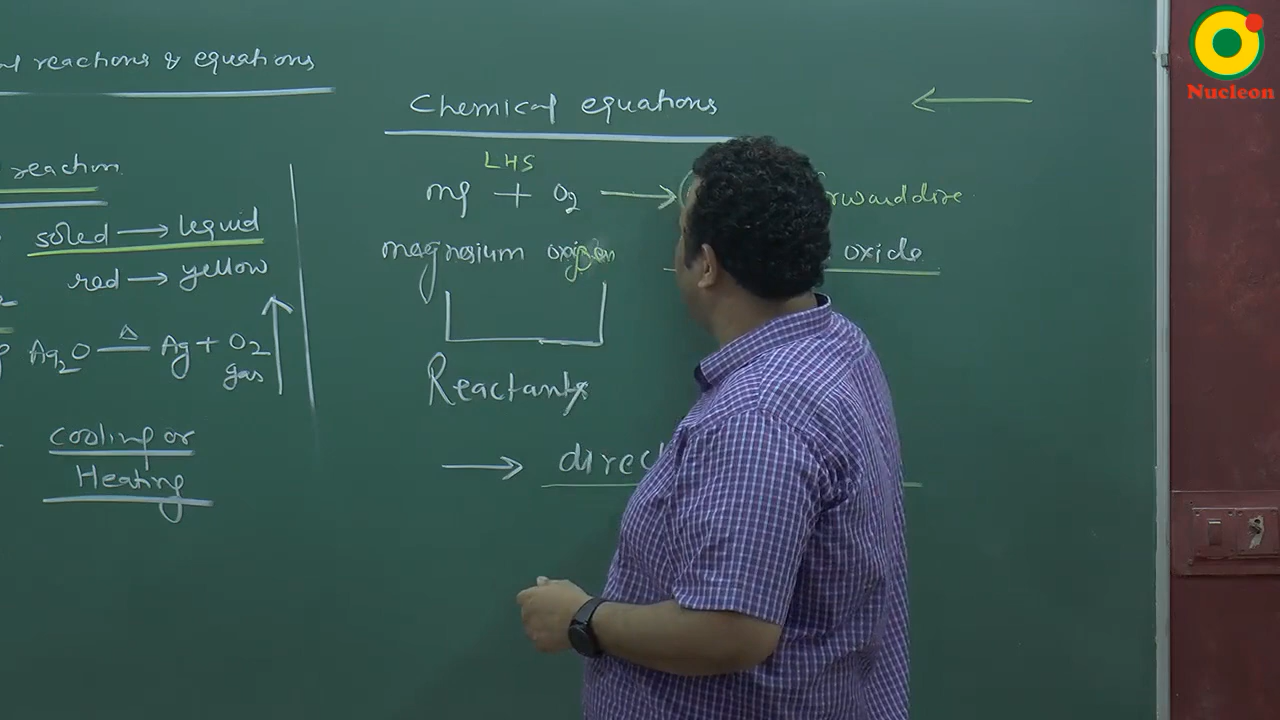 reactions & equations
reaction
solid → liquid
red → yellow
Ag₂O —Δ— Ag + O₂
gas
Cooling or
Heating
Chemical equations
LHS
Mg + O₂ →
magnesium oxygen
oxide
Reactants
→ direc
←
Nucleon